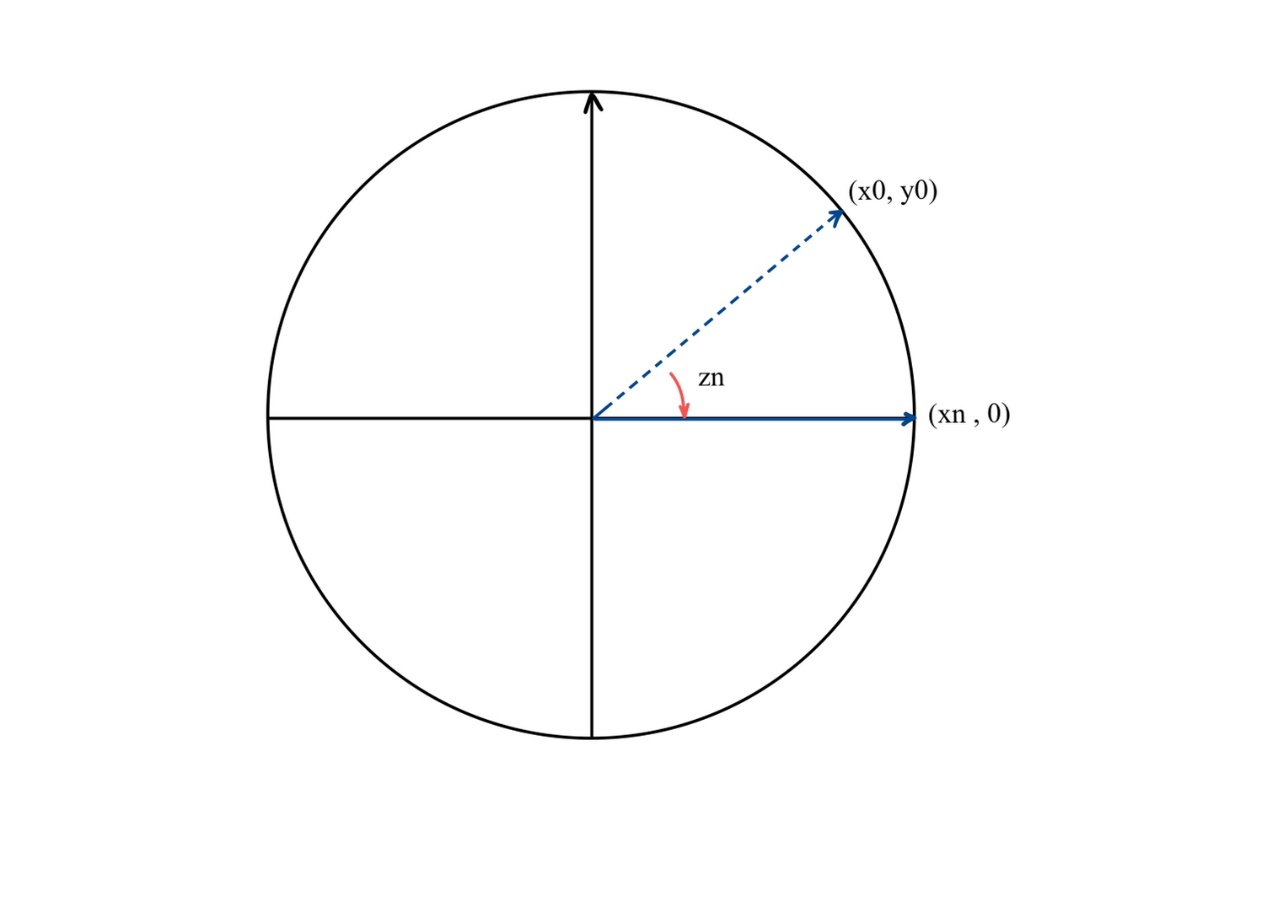 (x0, y0)
zn
(xn , 0)